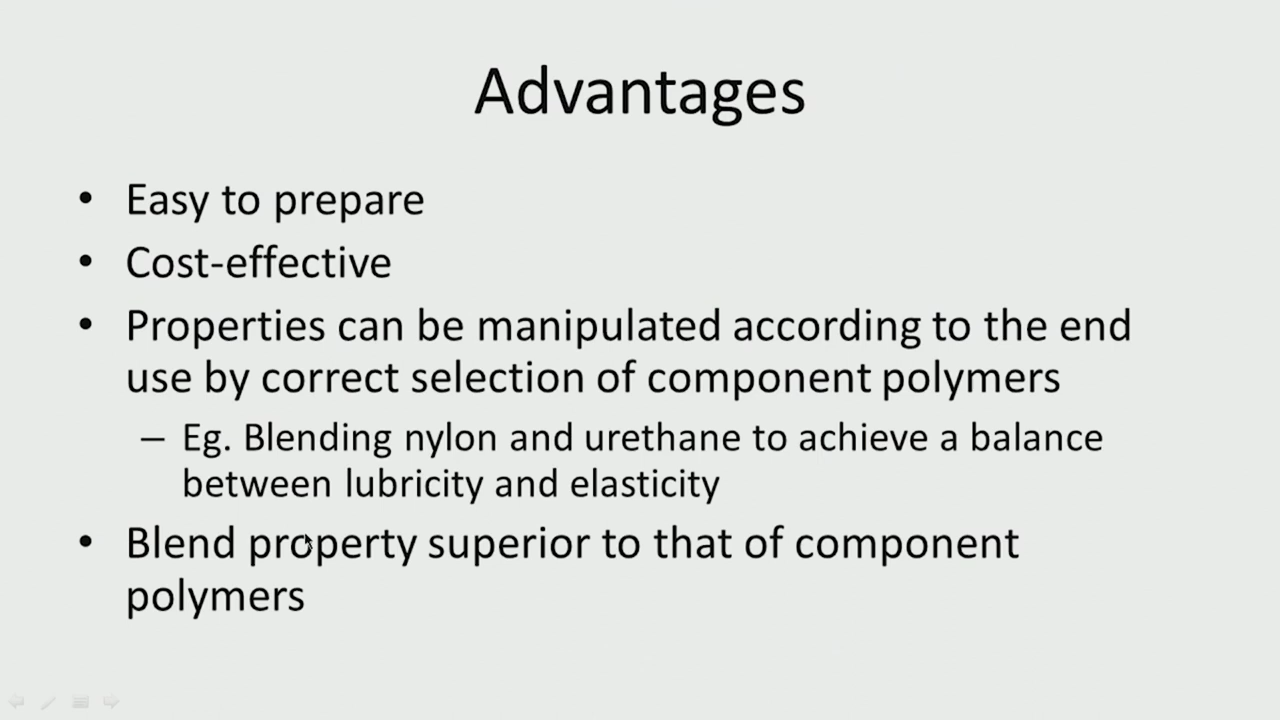 Advantages
• Easy to prepare
• Cost-effective
• Properties can be manipulated according to the end
use by correct selection of component polymers
– Eg. Blending nylon and urethane to achieve a balance
between lubricity and elasticity
• Blend property superior to that of component
polymers